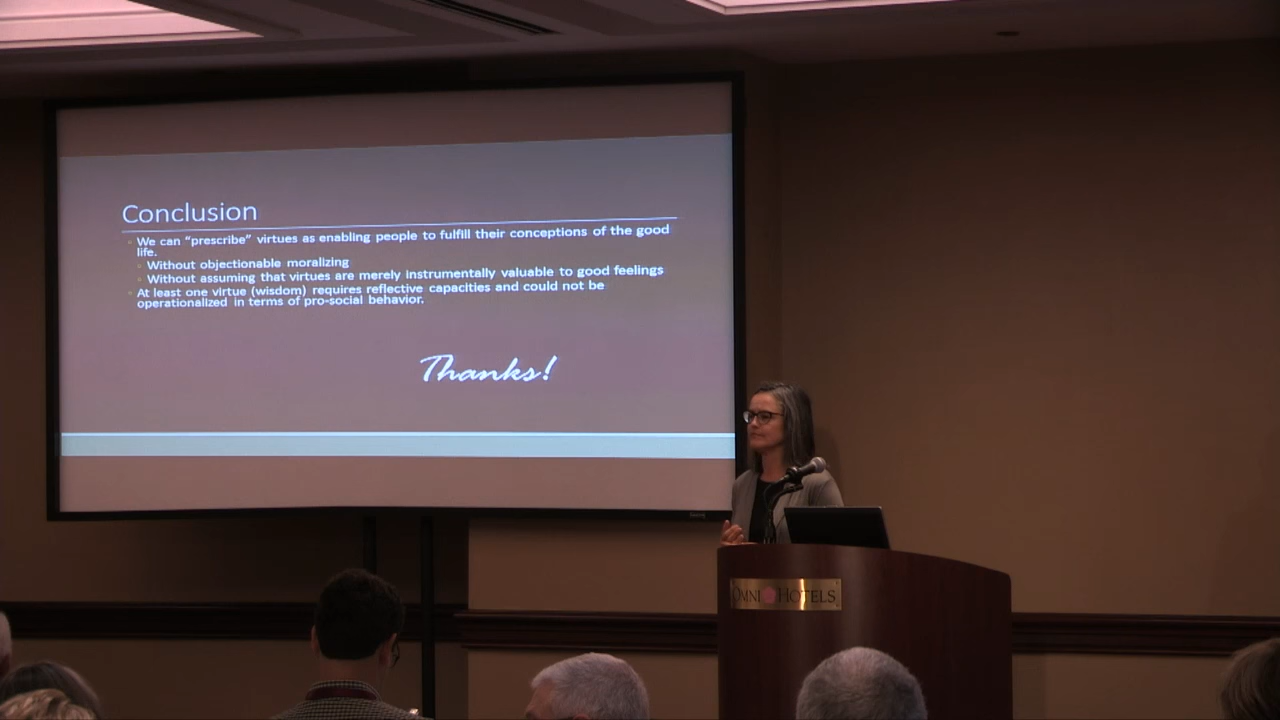 Conclusion
We can “prescribe” virtues as enabling people to fulfill their conceptions of the good
life.
Without objectionable moralizing
Without assuming that virtues are merely instrumentally valuable to good feelings
At least one virtue (wisdom) requires reflective capacities and could not be
operationalized in terms of pro-social behavior.
Thanks!
OMNI HOTELS